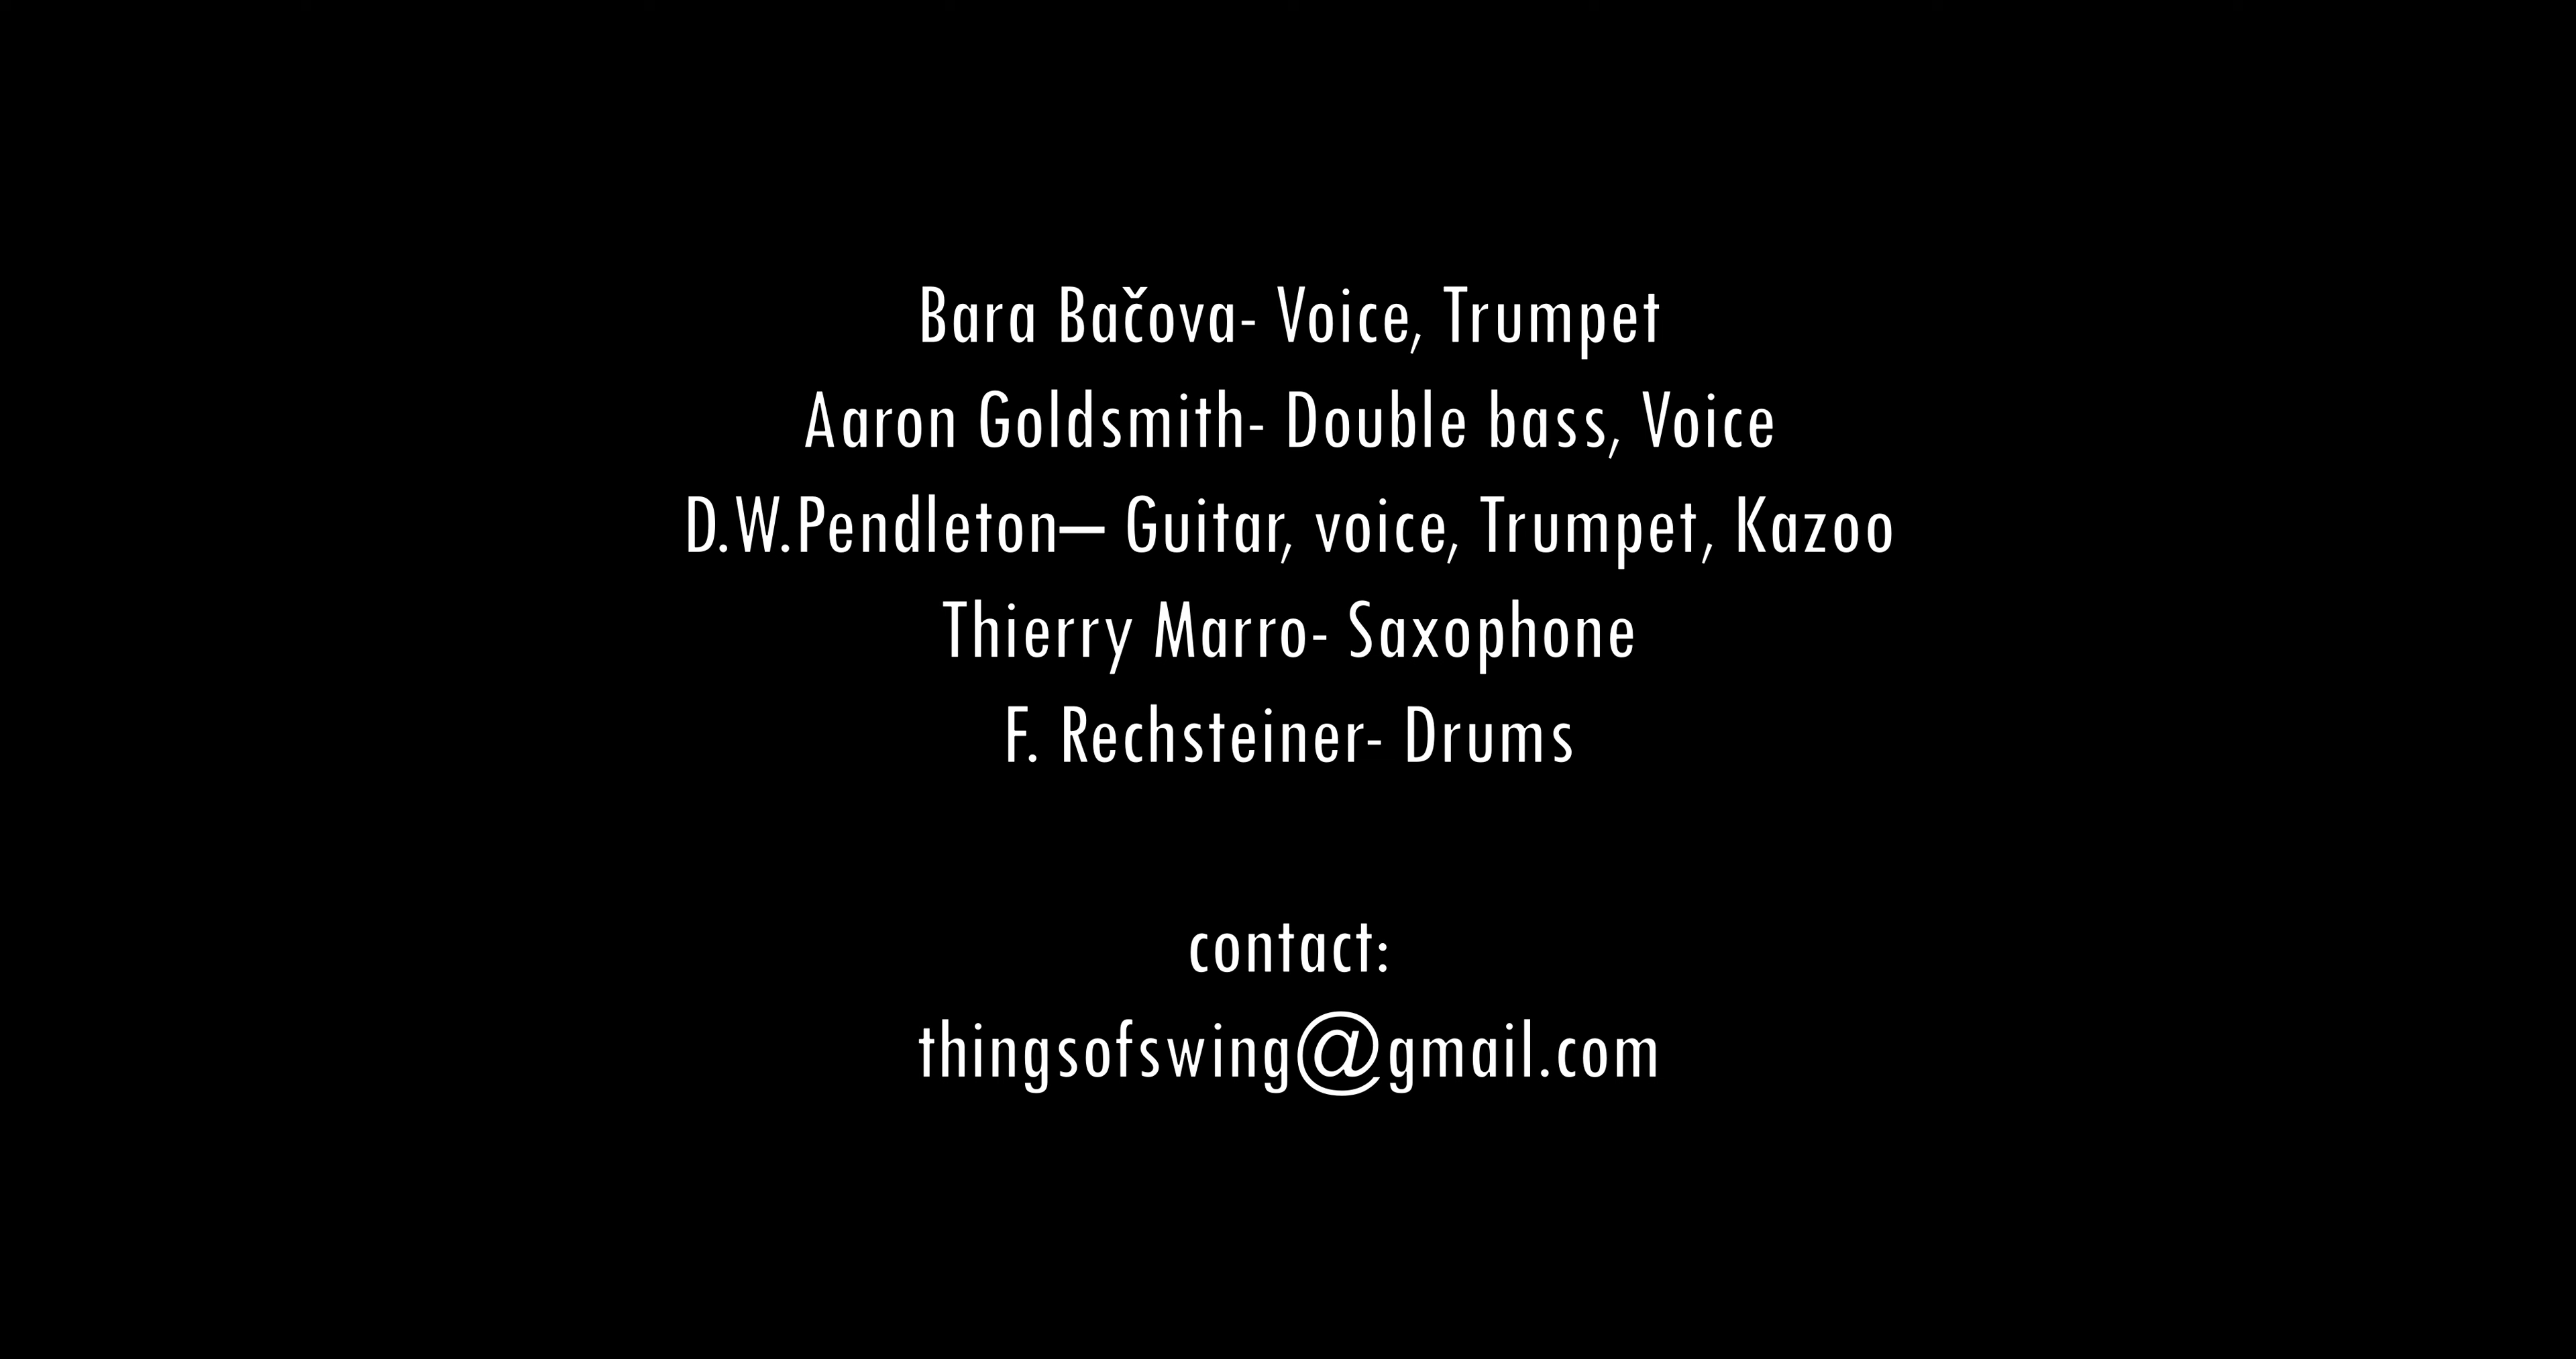 Bara Bačova- Voice, Trumpet
Aaron Goldsmith- Double bass, Voice
D.W.Pendleton— Guitar, voice, Trumpet, Kazoo
Thierry Marro- Saxophone
F. Rechsteiner- Drums
contact:
thingsofswing@gmail.com